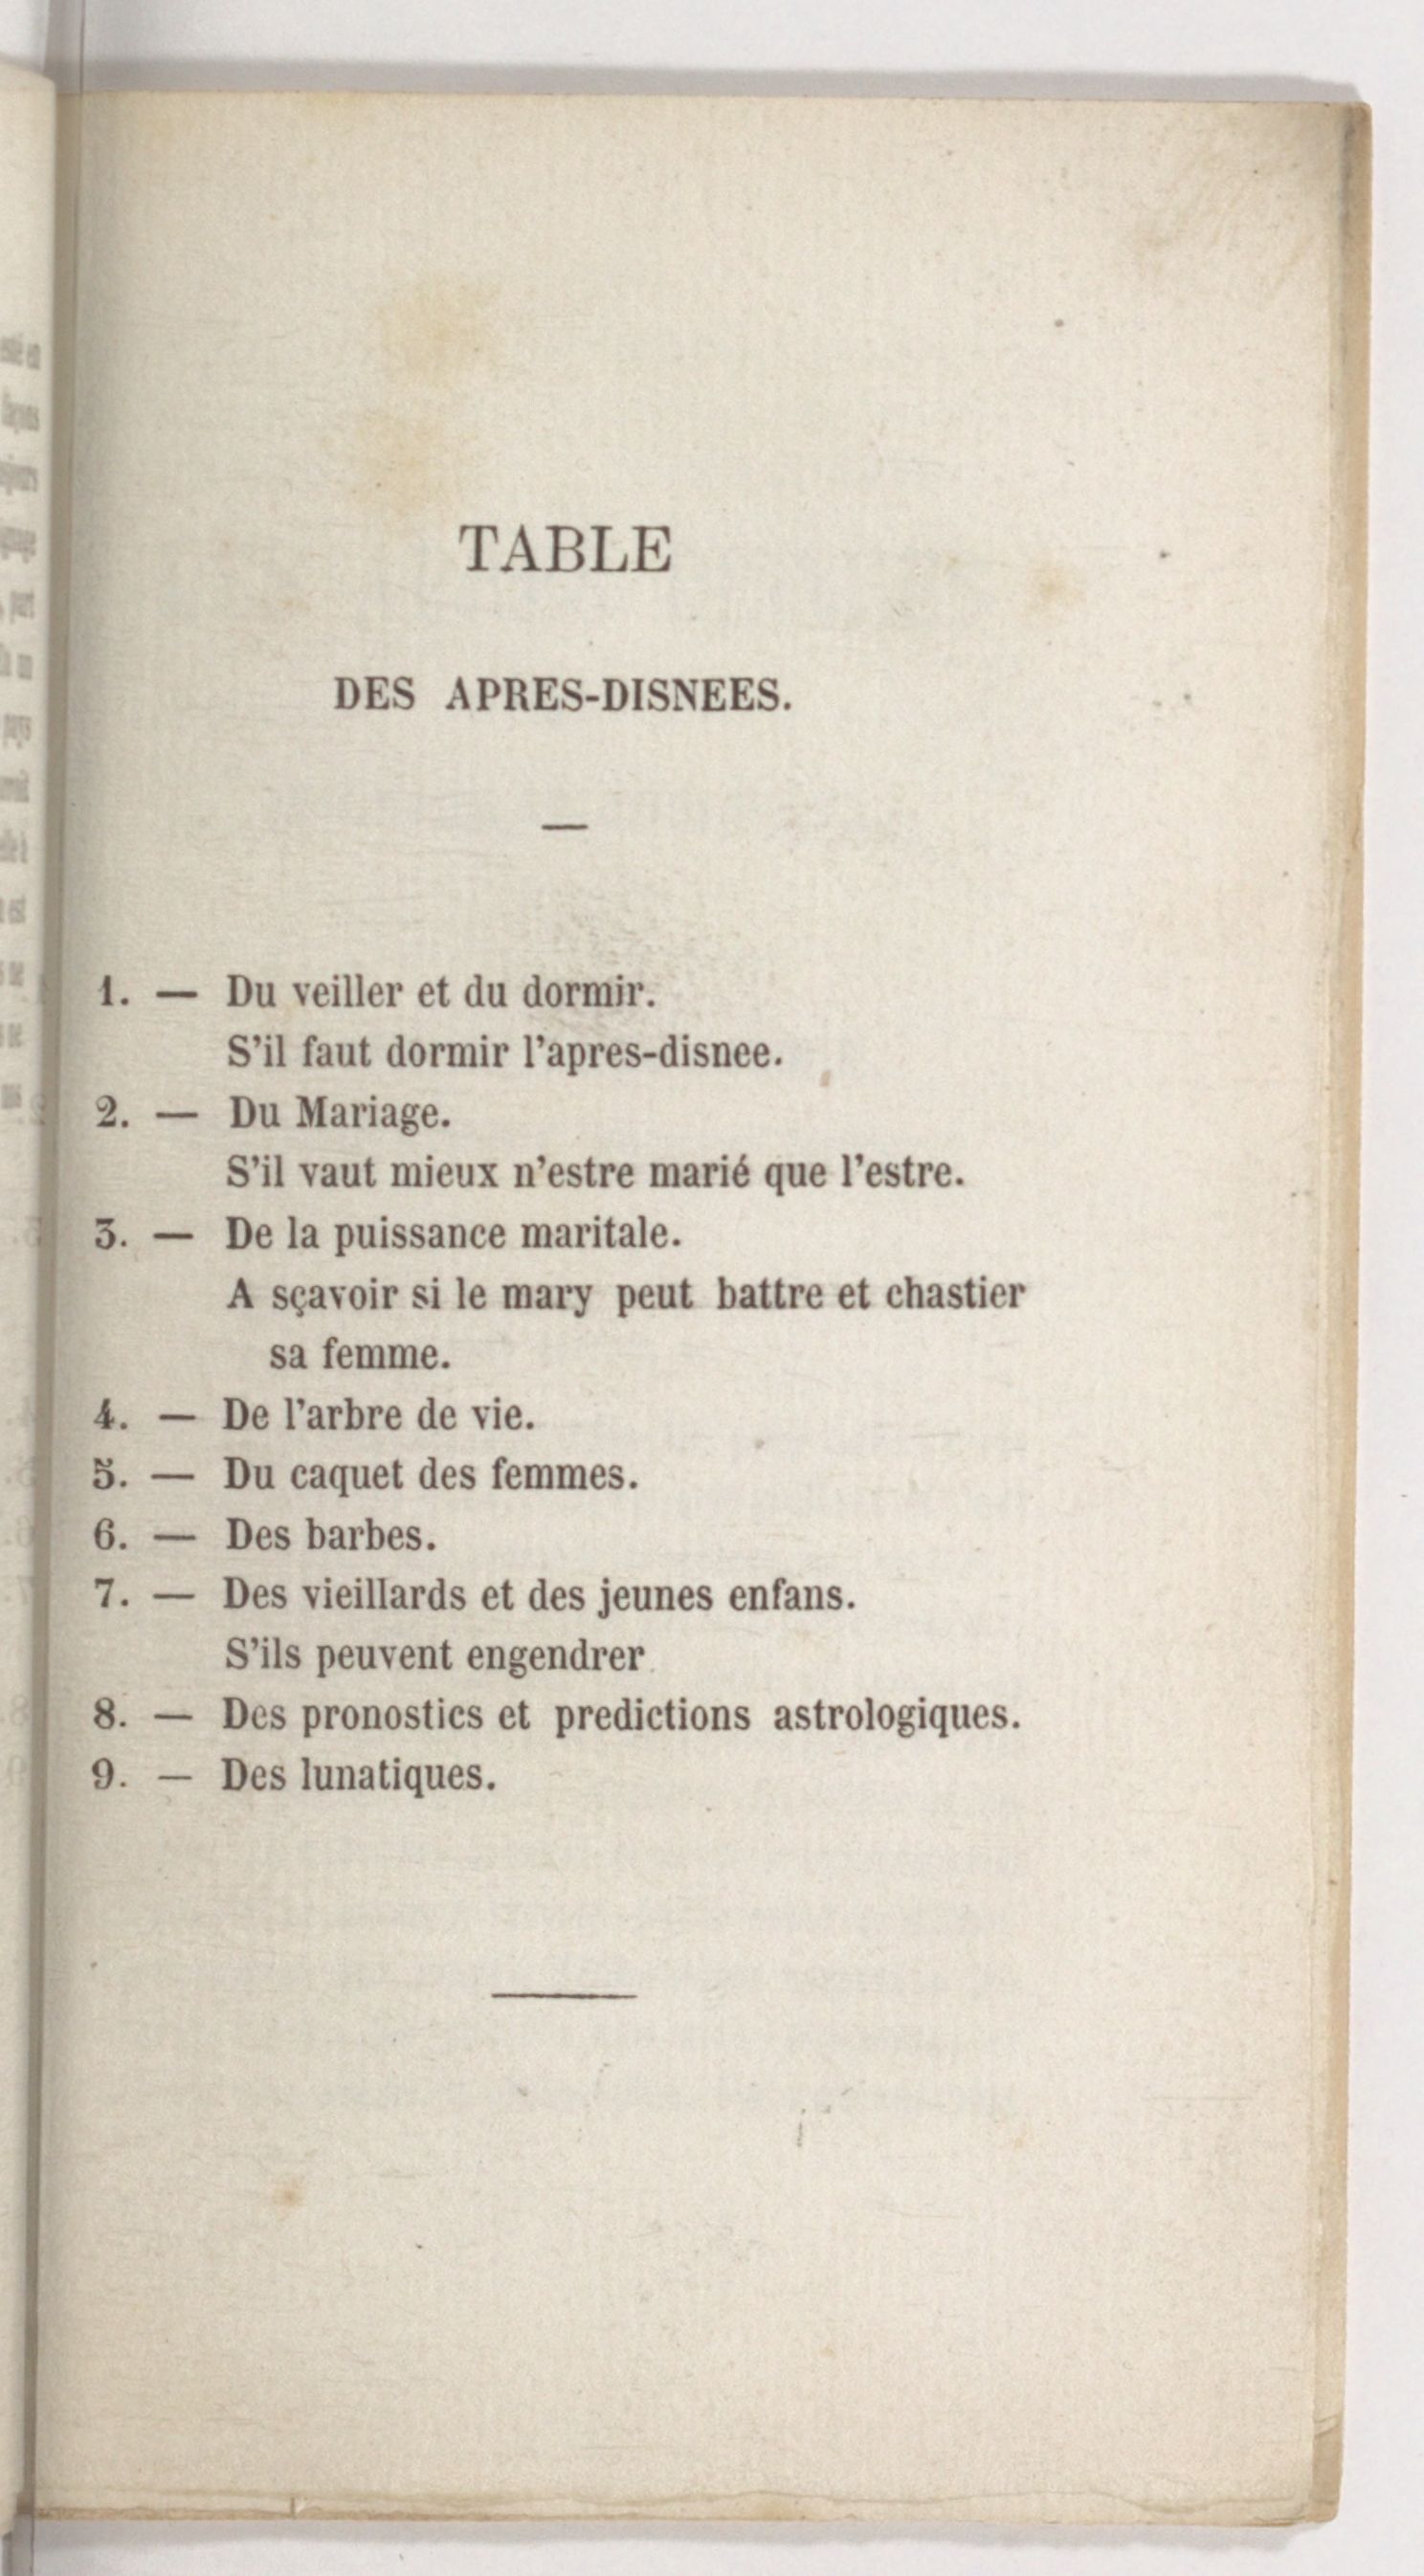 TABLE
DES APRES-DISNEES.
1. — Du veiller et du dormir.
S'il faut dormir l'apres-disnee.
2. — Du Mariage.
S'il vaut mieux n'estre marié que l'estre.
3. — De la puissance maritale.
A sçavoir si le mary peut battre et chastier
sa femme.
4. — De l'arbre de vie.
5. — Du caquet des femmes.
6. — Des barbes.
7. — Des vieillards et des jeunes enfans.
S'ils peuvent engendrer
8. — Des pronostics et predictions astrologiques.
9. — Des lunatiques.